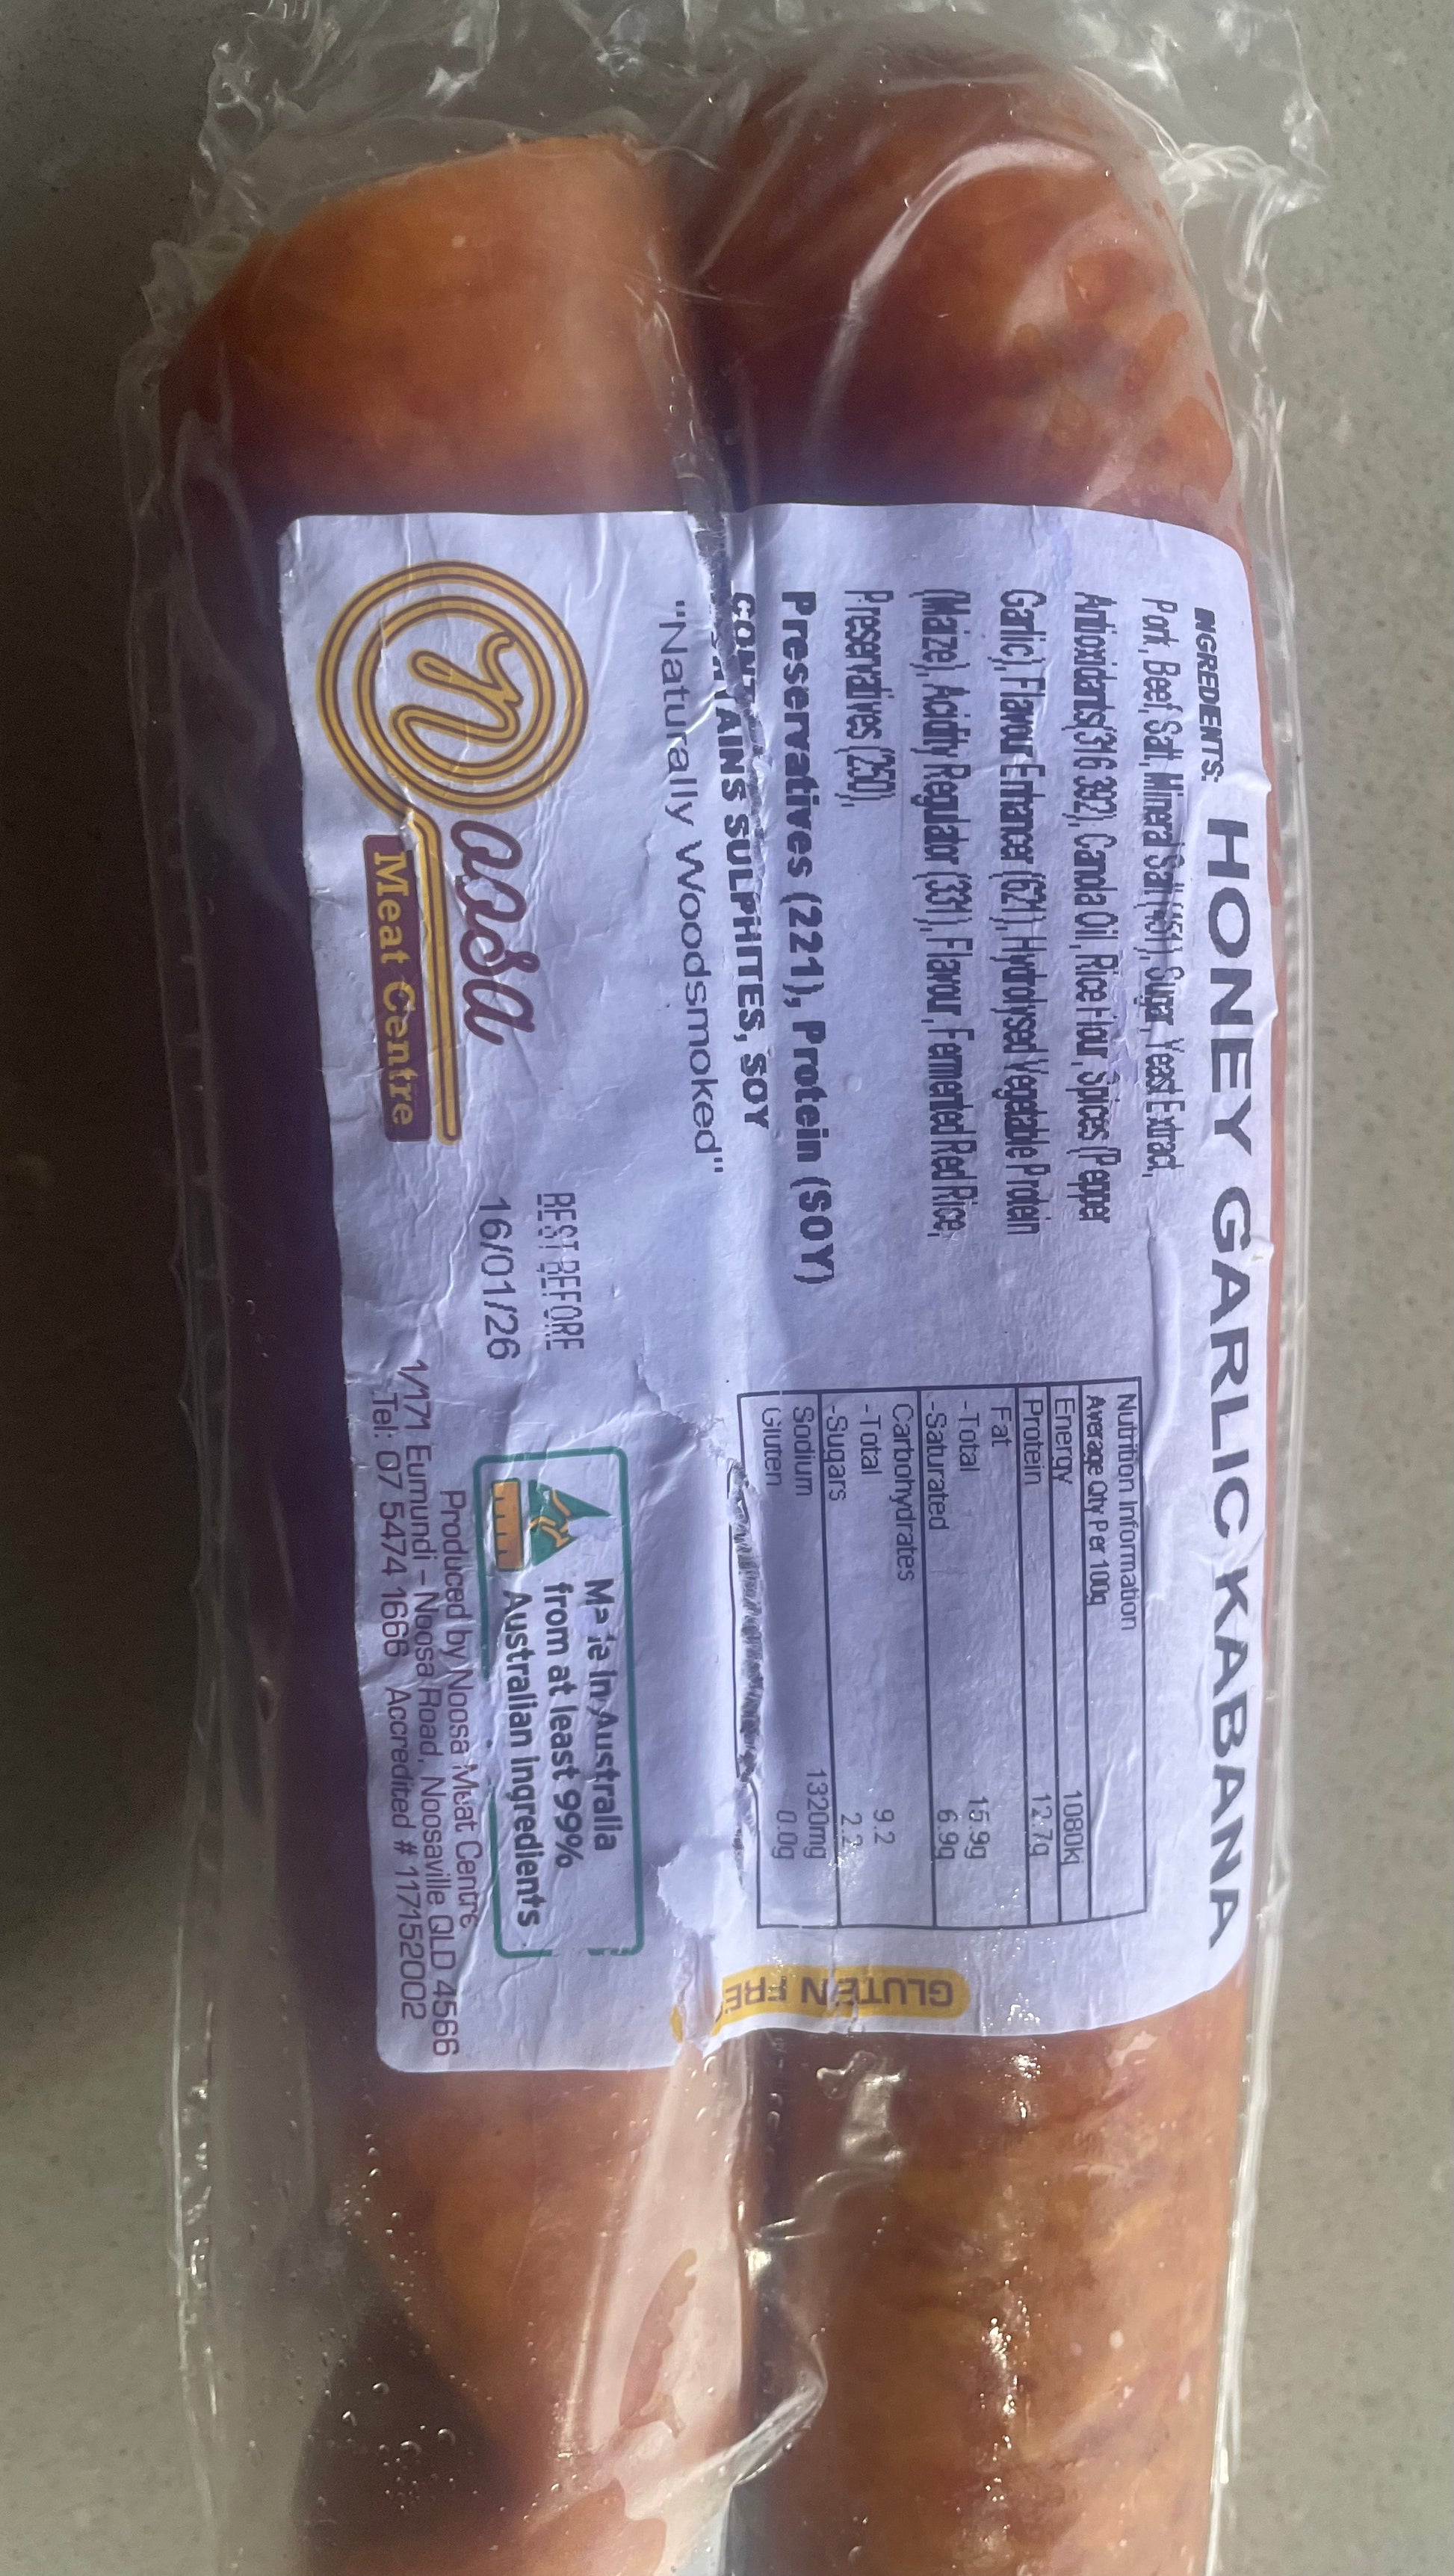 HONEY GARLIC KABANA
INGREDIENTS:
Pork, Beef, Salt, Mineral Salt (451), Sugar, Yeast Extract,
Antioxidants(316 392), Canola Oil, Rice Flour, Spices (Pepper
Garlic), Flavour Enhancer (621), Hydrolysed Vegetable Protein
(Maize), Acidity Regulator (331), Flavour, Fermented Red Rice,
Preservatives (250),
Preservatives (221), Protein (SOY)
CONTAINS SULPHITES, SOY
"Naturally Woodsmoked"
Nutrition Information
Average Qty Per 100g
Energy 1080kj
Protein 12.7g
Fat
-Total 15.9g
-Saturated 6.9g
Carbohydrates
-Total 9.2
-Sugars 2.2
Sodium 1320mg
Gluten 0.0g
GLUTEN FREE
noosa
Meat Centre
BEST BEFORE
16/01/26
Made in Australia
from at least 99%
Australian ingredients
Produced by Noosa Meat Centre
1/171 Eumundi - Noosa Road, Noosaville QLD 4566
Tel: 07 5474 1666 Accredited # 117152002